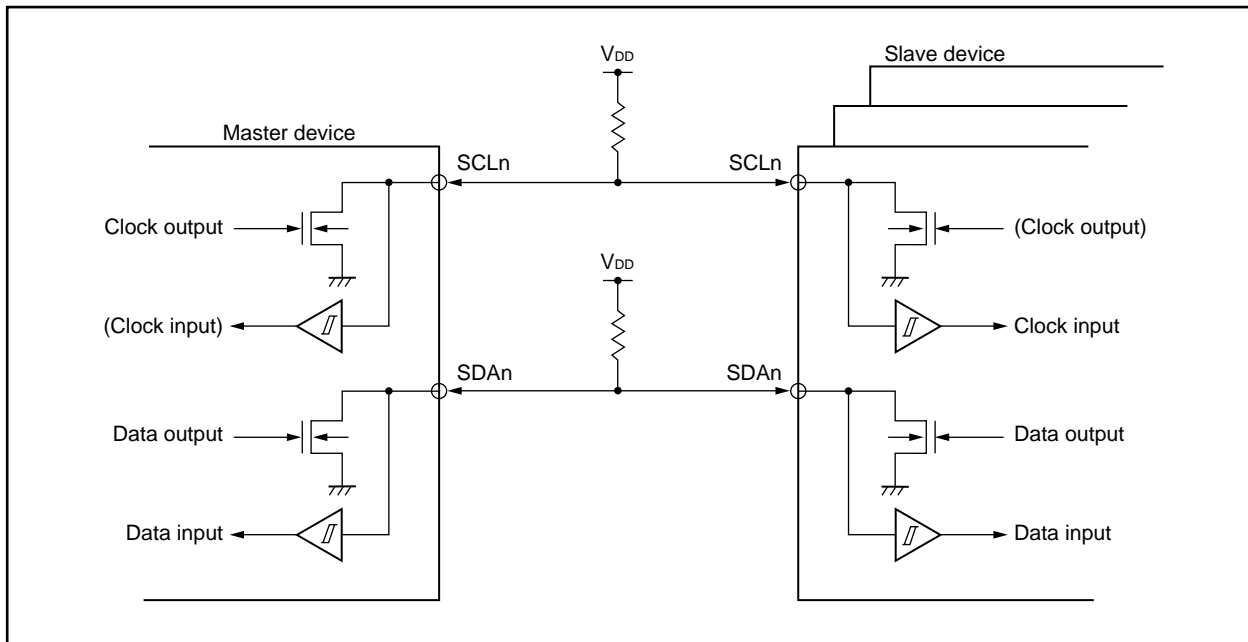 VDD
Slave device
Master device
SCLn
SCLn
Clock output
(Clock output)
VDD
(Clock input)
Clock input
SDAn
SDAn
Data output
Data output
Data input
Data input